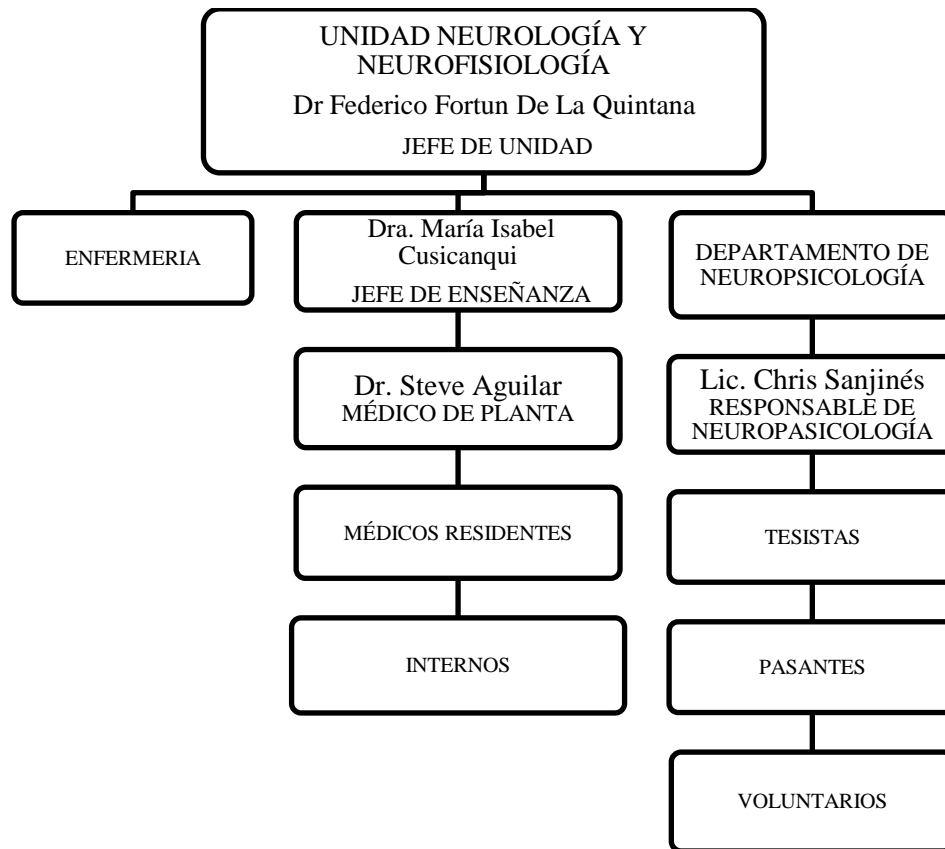 UNIDAD NEUROLOGÍA Y
NEUROFISIOLOGÍA
Dr Federico Fortun De La Quintana
JEFE DE UNIDAD
ENFERMERIA
Dra. María Isabel
Cusicanqui
JEFE DE ENSEÑANZA
DEPARTAMENTO DE
NEUROPSICOLOGÍA
Dr. Steve Aguilar
MÉDICO DE PLANTA
Lic. Chris Sanjinés
RESPONSABLE DE
NEUROPASICOLOGÍA
MÉDICOS RESIDENTES
TESISTAS
INTERNOS
PASANTES
VOLUNTARIOS